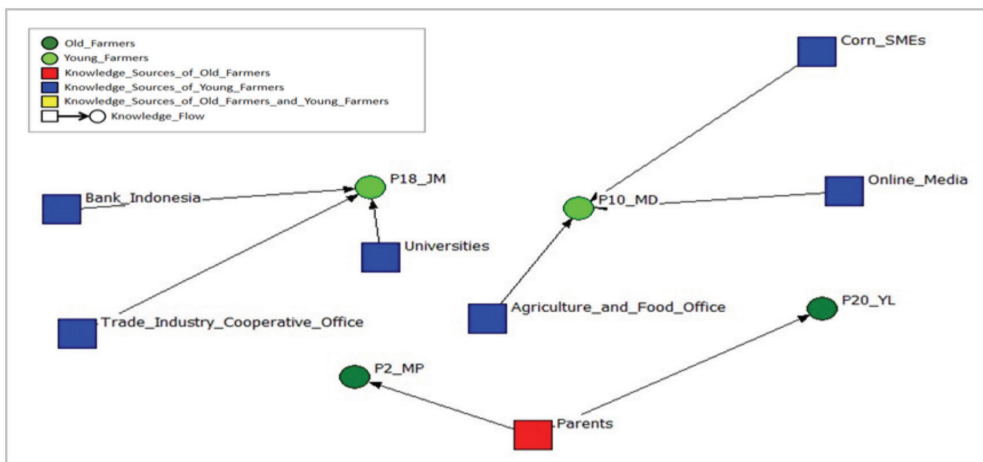 Old_Farmers
Young_Farmers
Knowledge_Sources_of_Old_Farmers
Knowledge_Sources_of_Young_Farmers
Knowledge_Sources_of_Old_Farmers_and_Young_Farmers
Knowledge_Flow
Corn_SMEs
P18_JM
Online_Media
Bank_Indonesia
P10_MD
Universities
P20_YL
Agriculture_and_Food_Office
Trade_Industry_Cooperative_Office
P2_MP
Parents